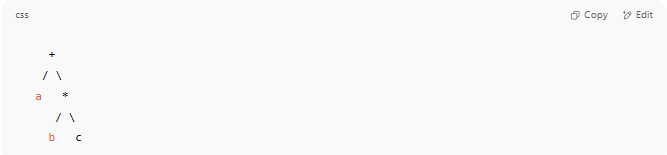 css Copy Edit
+
/ \
a *
/ \
b c